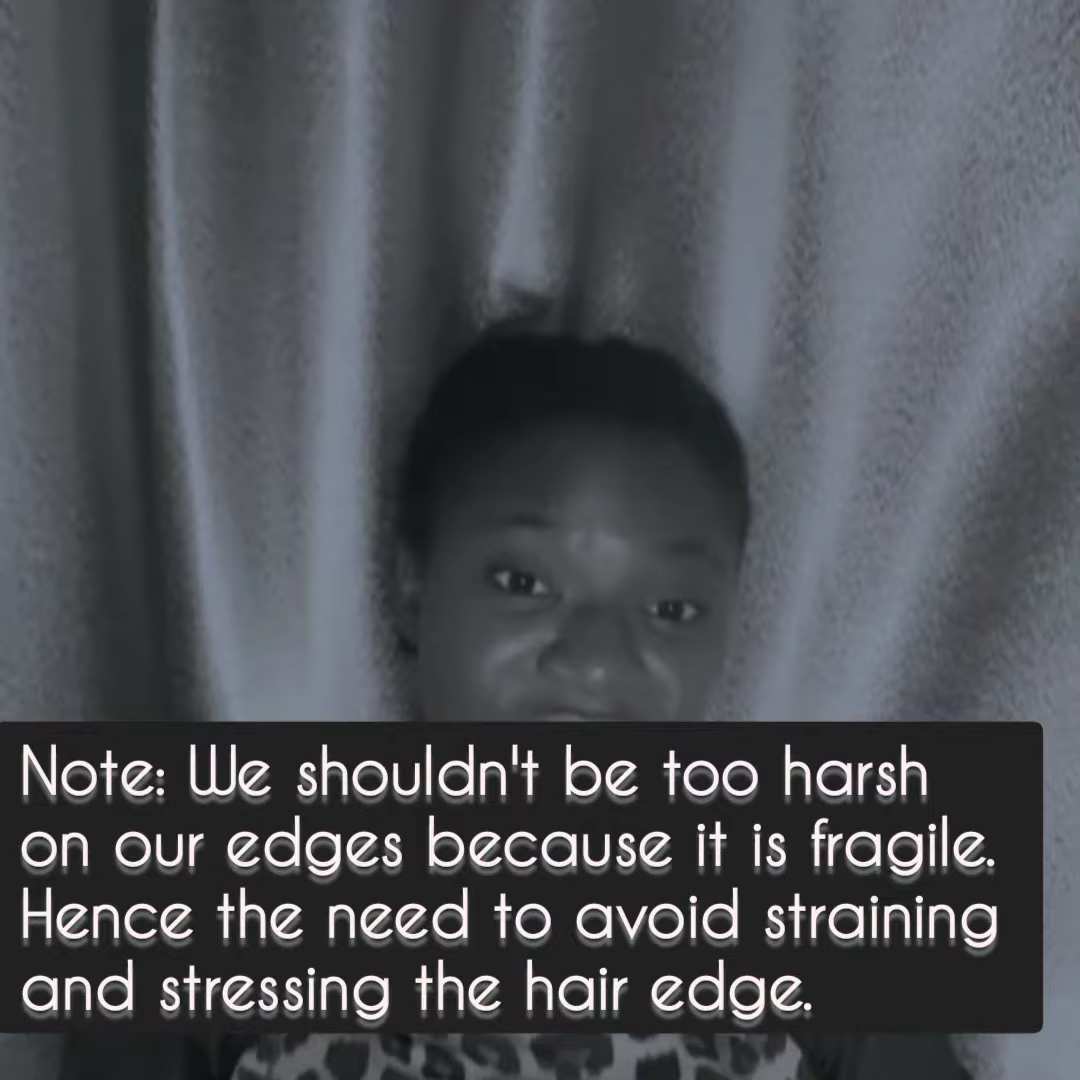 Note: We shouldn't be too harsh
on our edges because it is fragile.
Hence the need to avoid straining
and stressing the hair edge.